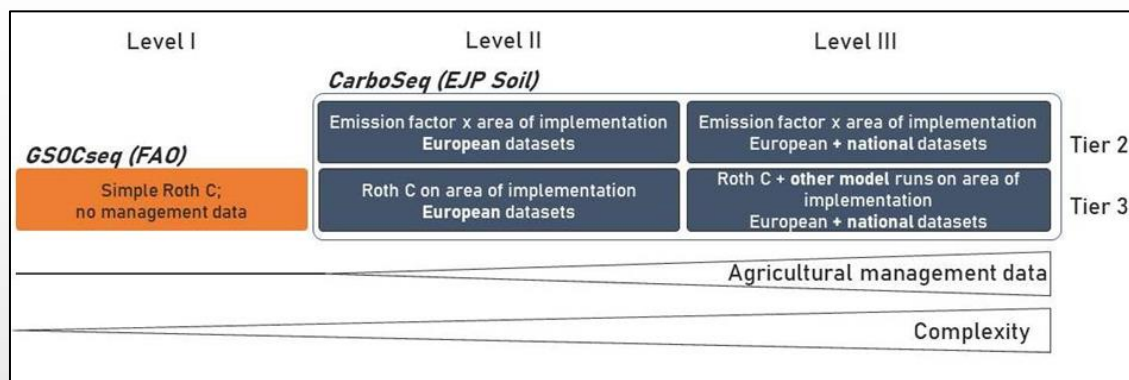 Level I
Level II
Level III
CarboSeq (EJP Soil)
Emission factor x area of implementation
European datasets
Emission factor x area of implementation
European + national datasets
Tier 2
GSOCseq (FAO)
Simple Roth C;
no management data
Roth C on area of implementation
European datasets
Roth C + other model runs on area of
implementation
European + national datasets
Tier 3
Agricultural management data
Complexity